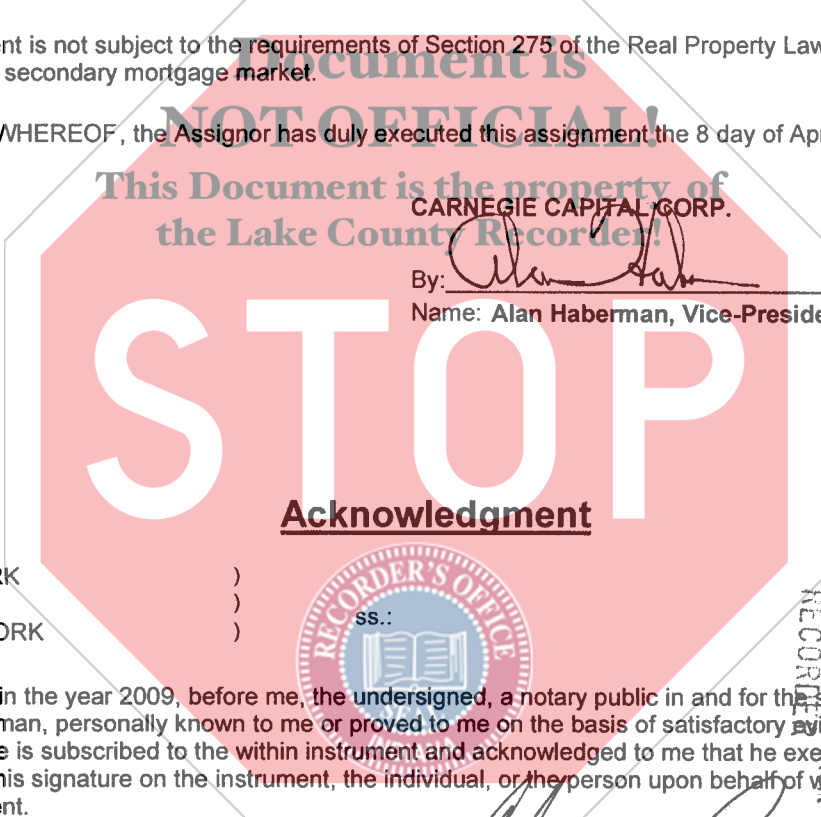 nt is not subject to the requirements of Section 275 of the Real Property Law
secondary mortgage market.
Document is
NOT OFFICIAL!
WHEREOF, the Assignor has duly executed this assignment the 8 day of Apr
This Document is the property of
the Lake County Recorder!
CARNEGIE CAPITAL CORP.
By:
Name: Alan Haberman, Vice-Preside
STOP
Acknowledgment
RK )
)
ss.:
ORK )
RECORDER'S OFFICE
RECORDER
in the year 2009, before me, the undersigned, a notary public in and for the
man, personally known to me or proved to me on the basis of satisfactory evi
e is subscribed to the within instrument and acknowledged to me that he exe
his signature on the instrument, the individual, or the person upon behalf of w
ent.